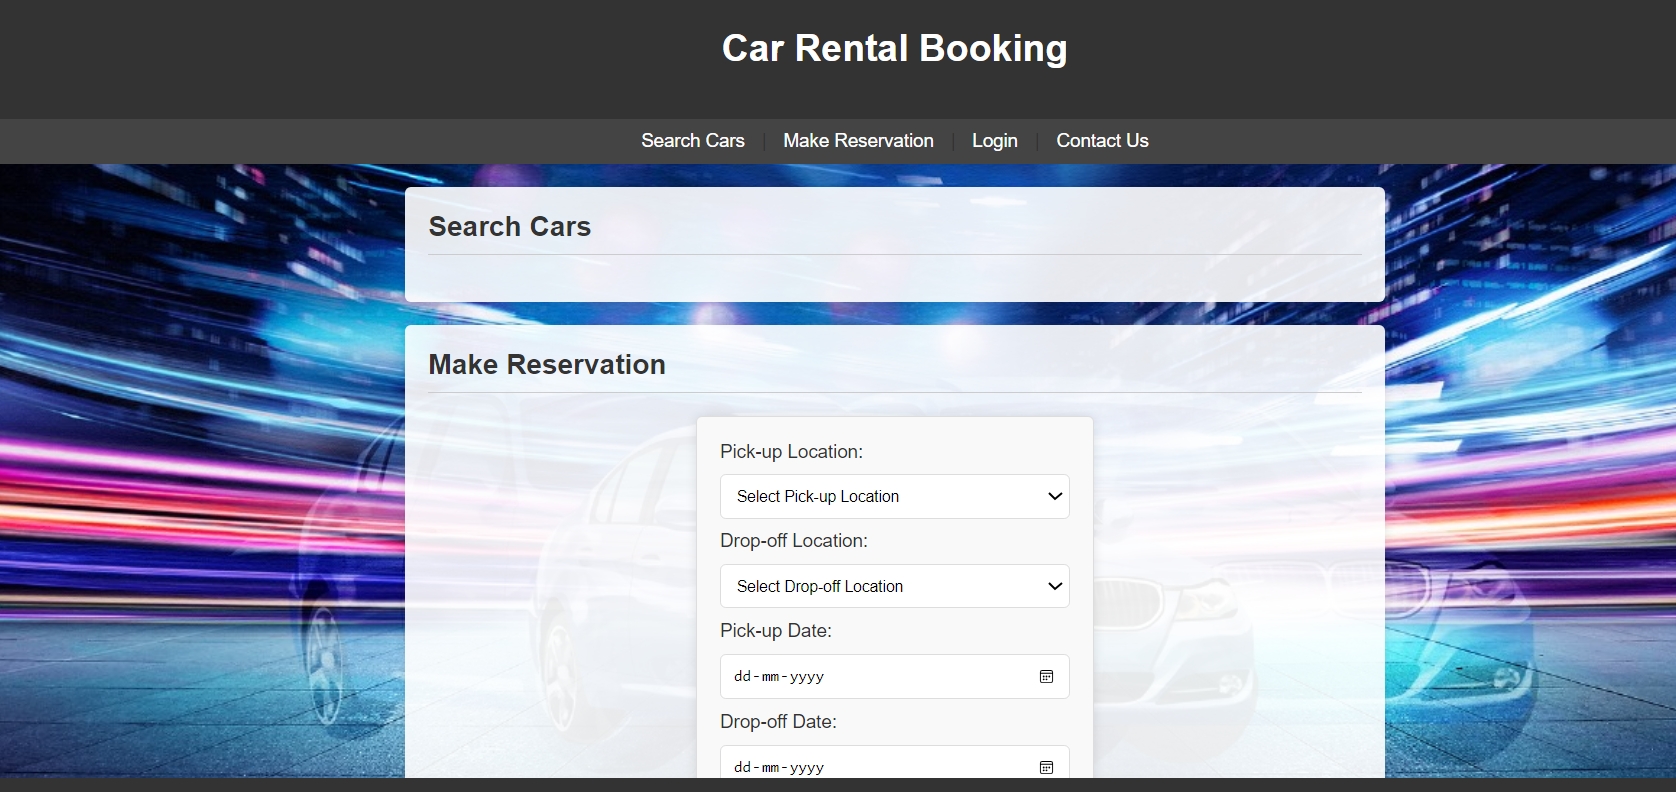 Car Rental Booking
Search Cars | Make Reservation | Login | Contact Us
Search Cars
Make Reservation
Pick-up Location:
Select Pick-up Location
Drop-off Location:
Select Drop-off Location
Pick-up Date:
dd-mm-yyyy
Drop-off Date:
dd-mm-yyyy